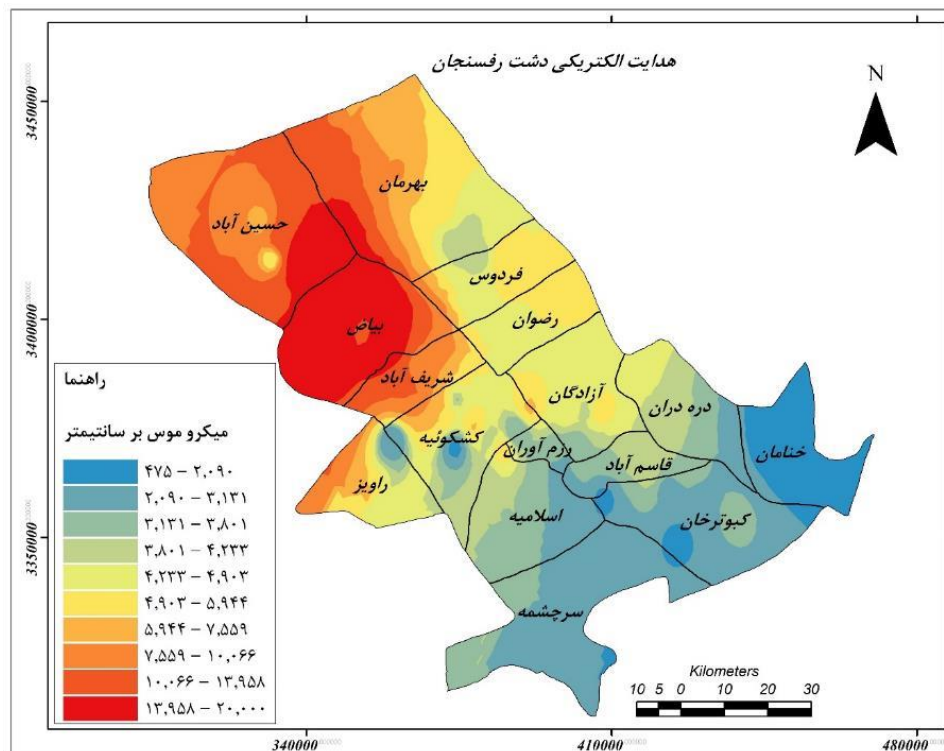 هدایت الکتریکی دشت رفسنجان
N
3450000
3400000
3350000
بهرمان
حسین آباد
فردوس
رضوان
بیاض
شریف آباد
آزادگان
دره دران
کشکوئیه
رزم آوران
قاسم آباد
خنامان
راویز
اسلامیه
کبوترخان
سرچشمه
راهنما
میکرو موس بر سانتیمتر
۴۷۵ – ۲,۰۹۰
۲,۰۹۰ – ۳,۱۳۱
۳,۱۳۱ – ۳,۸۰۱
۳,۸۰۱ – ۴,۲۳۳
۴,۲۳۳ – ۴,۹۰۳
۴,۹۰۳ – ۵,۹۴۴
۵,۹۴۴ – ۷,۵۵۹
۷,۵۵۹ – ۱۰,۰۶۶
۱۰,۰۶۶ – ۱۳,۹۵۸
۱۳,۹۵۸ – ۲۰,۰۰۰
Kilometers
10 5 0 10 20 30
340000 410000 480000